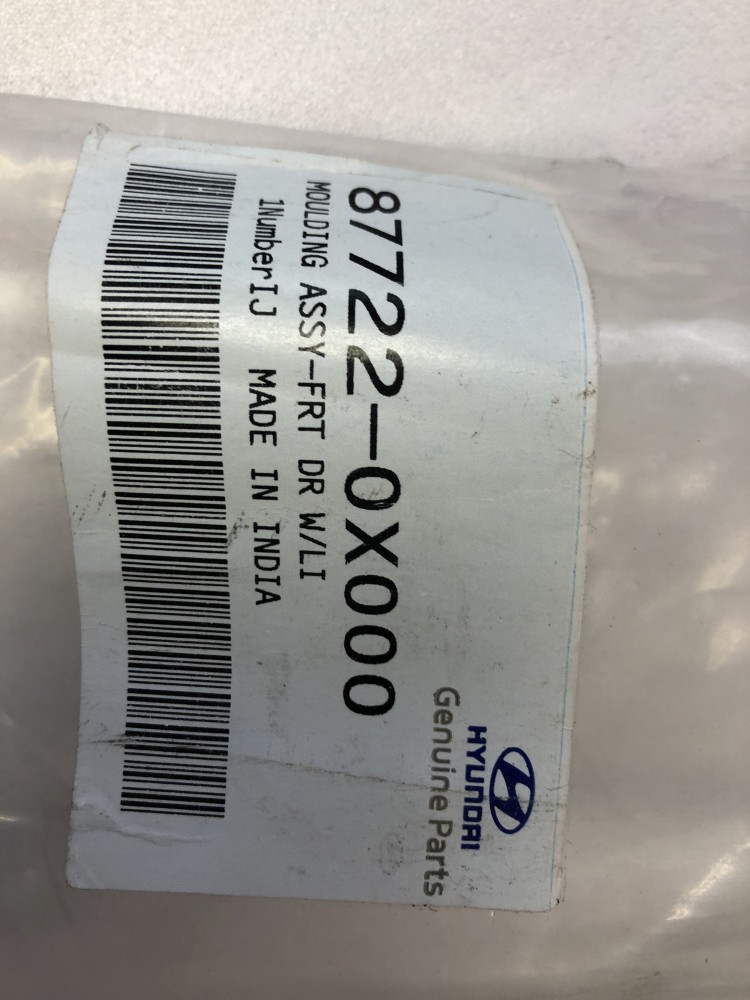 HYUNDAI
Genuine Parts
87722-0X000
MOULDING ASSY-FRT DR W/LI
1NumberIJ MADE IN INDIA